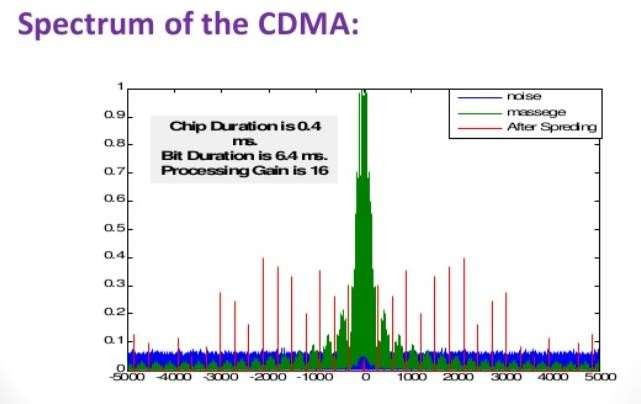 Spectrum of the CDMA:
Chip Duration is 0.4
ms.
Bit Duration is 6.4 ms.
Processing Gain is 16
noise
massege
After Spreding
1
0.9
0.8
0.7
0.6
0.5
0.4
0.3
0.2
0.1
0
-5000 -4000 -3000 -2000 -1000 0 1000 2000 3000 4000 5000